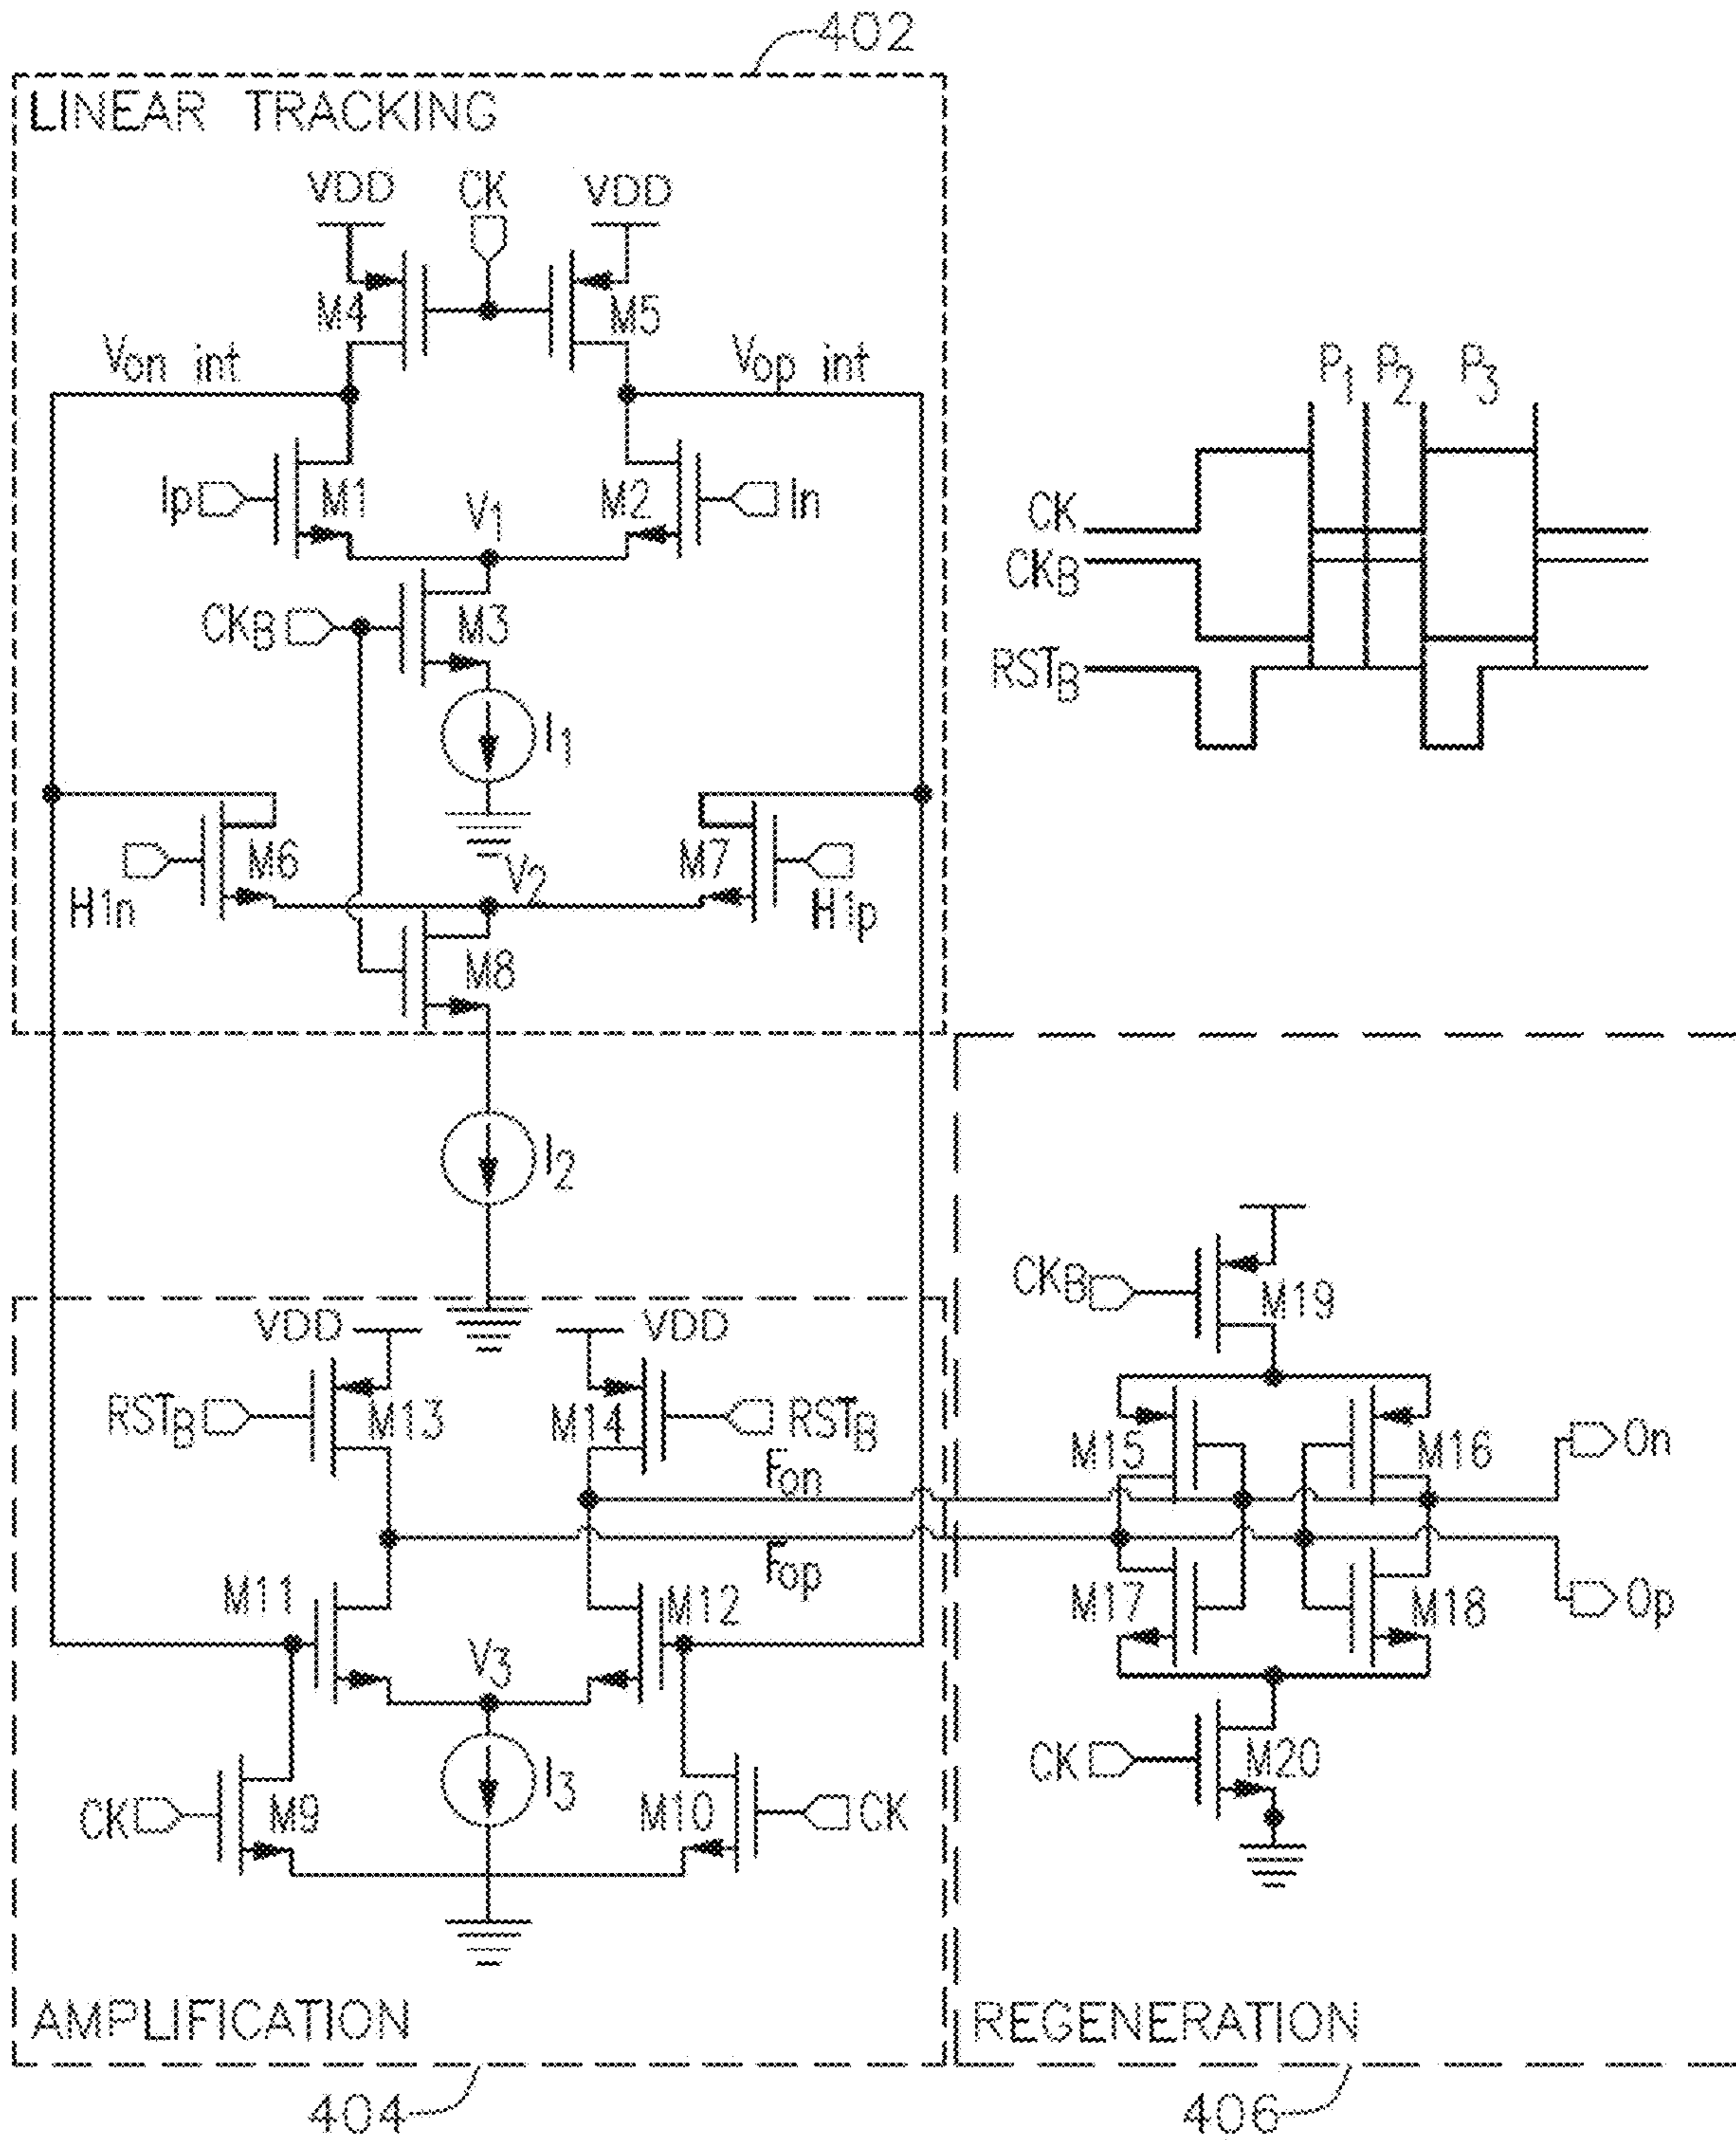 402
LINEAR TRACKING
VDD CK VDD
M4 M5
Von int Vop int
Ip M1 V1 M2 In
CKB M3
I1
M6 M7
V2
H1n H1p
M8
I2
P1 P2 P3
CK
CKB
RSTB
VDD VDD
RSTB M13 M14 RSTB
Fon
Fop
M11 M12
V3
I3
CK M9 M10 CK
AMPLIFICATION
404
CKB M19
M15 M16 On
M17 M18 Op
CK M20
REGENERATION
406